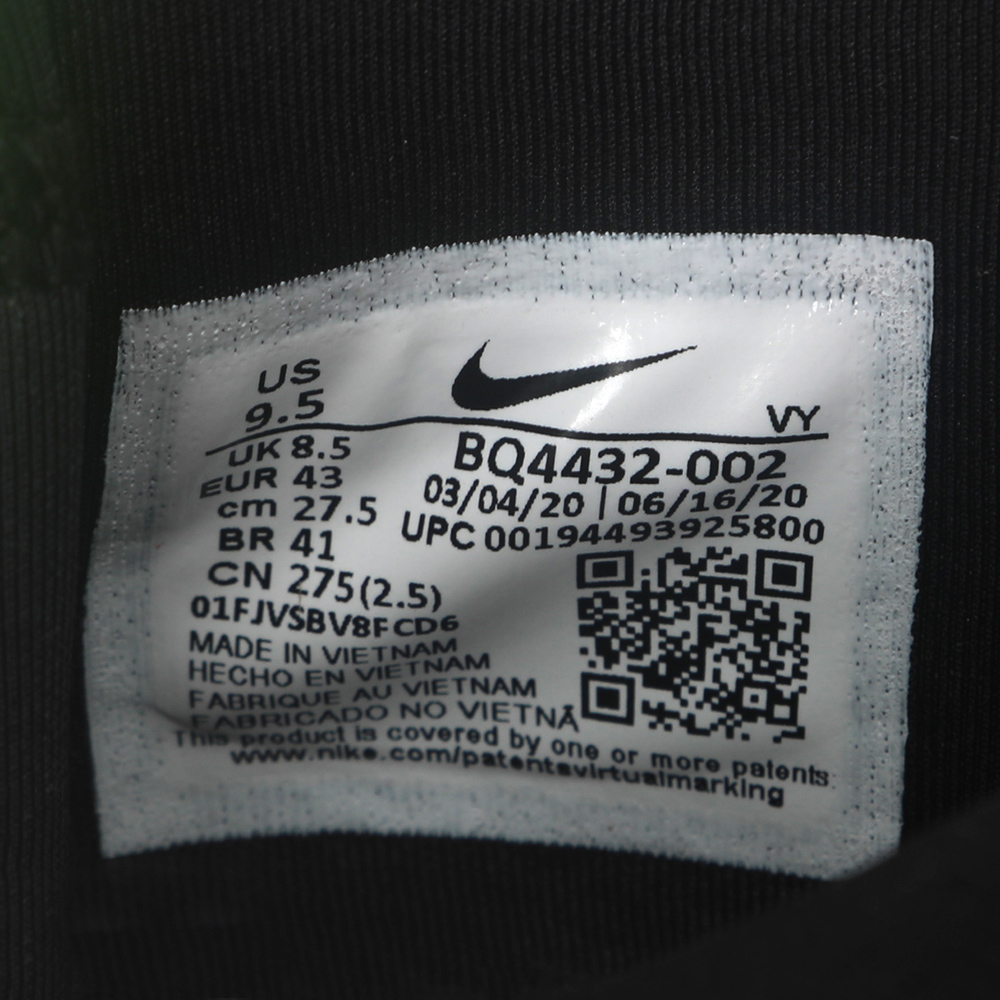 US
9.5
VY
UK 8.5
EUR 43
cm 27.5
BR 41
CN 275(2.5)
BQ4432-002
03/04/20 | 06/16/20
UPC 00194493925800
01FJVSBV8FCD6
MADE IN VIETNAM
HECHO EN VIETNAM
FABRIQUE AU VIETNAM
FABRICADO NO VIETNÃ
This product is covered by one or more patents:
www.nike.com/patentsvirtualmarking